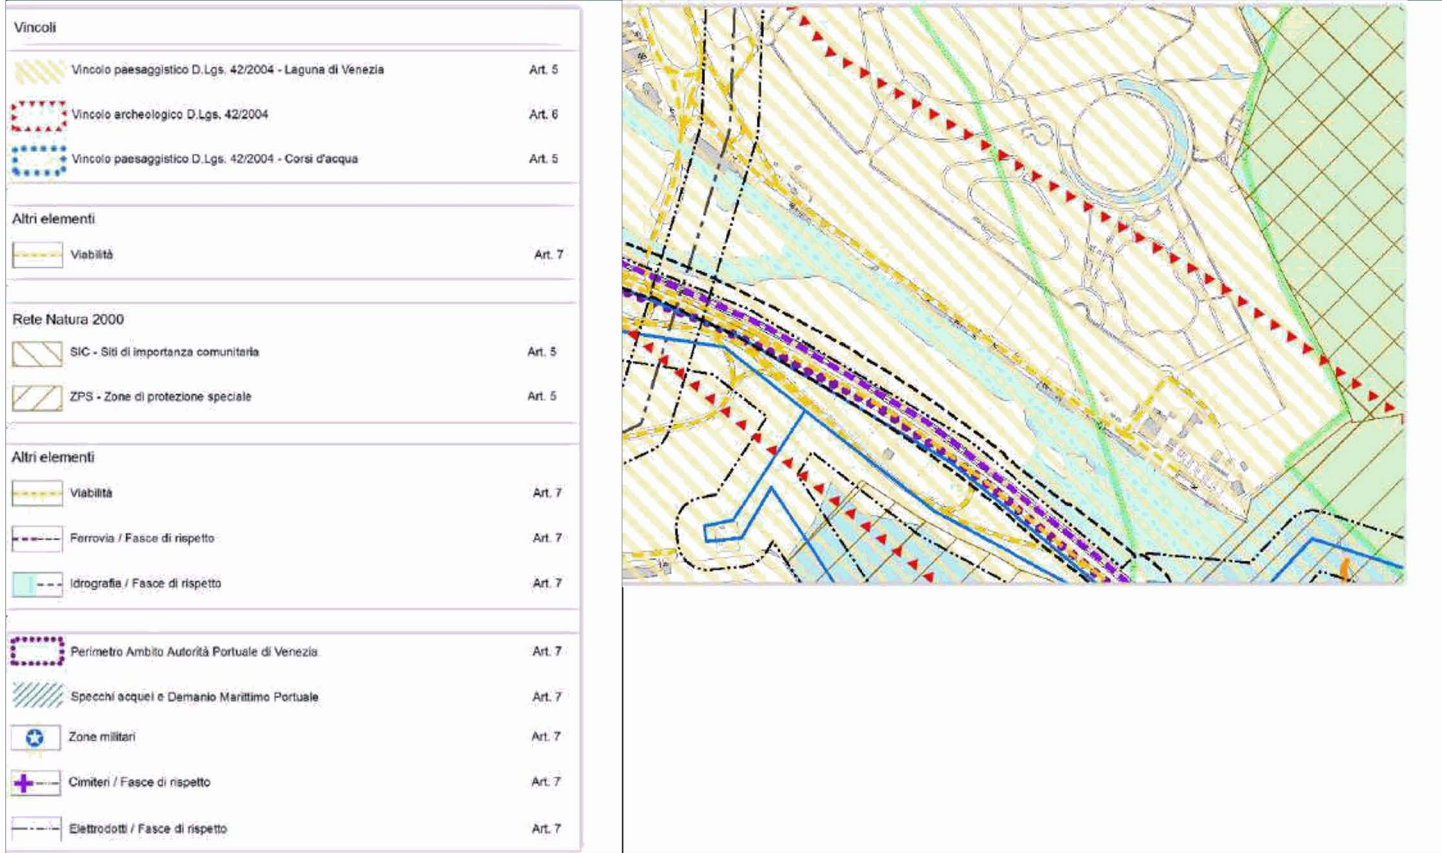 Vincoli
Vincolo paesaggistico D.Lgs. 42/2004 - Laguna di Venezia Art. 5
Vincolo archeologico D.Lgs. 42/2004 Art. 6
Vincolo paesaggistico D.Lgs. 42/2004 - Corsi d'acqua Art. 5
Altri elementi
Viabilità Art. 7
Rete Natura 2000
SIC - Siti di importanza comunitaria Art. 5
ZPS - Zone di protezione speciale Art. 5
Altri elementi
Viabilità Art. 7
Ferrovia / Fasce di rispetto Art. 7
Idrografia / Fasce di rispetto Art. 7
Perimetro Ambito Autorità Portuale di Venezia Art. 7
Specchi acquei e Demanio Marittimo Portuale Art. 7
Zone militari Art. 7
Cimiteri / Fasce di rispetto Art. 7
Elettrodotti / Fasce di rispetto Art. 7